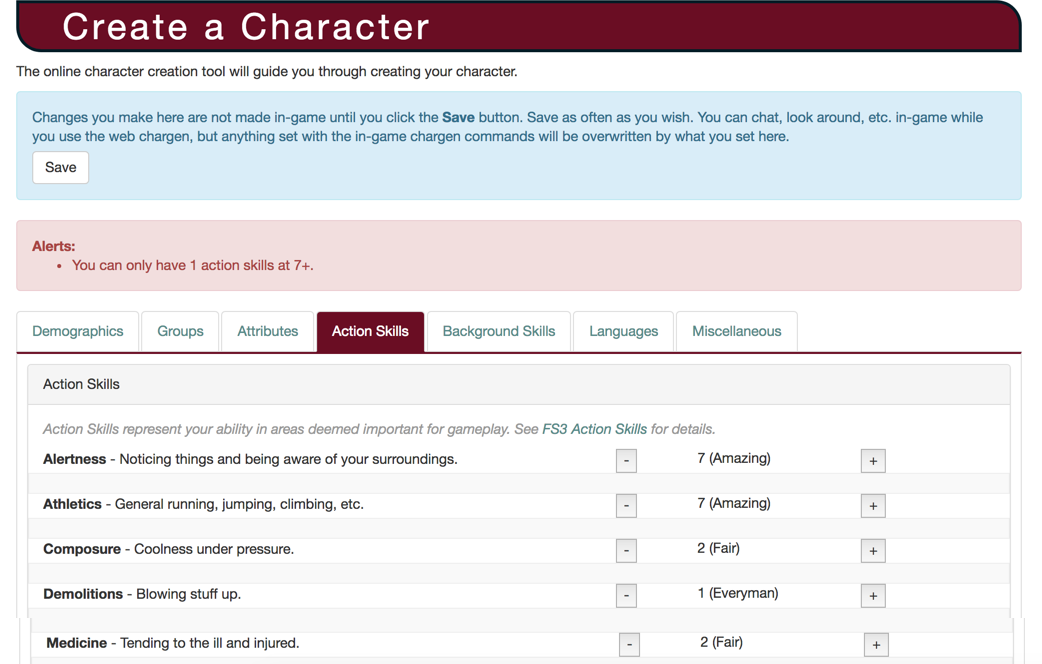 Create a Character
The online character creation tool will guide you through creating your character.
Changes you make here are not made in-game until you click the Save button. Save as often as you wish. You can chat, look around, etc. in-game while
you use the web chargen, but anything set with the in-game chargen commands will be overwritten by what you set here.
Save
Alerts:
• You can only have 1 action skills at 7+.
Demographics Groups Attributes Action Skills Background Skills Languages Miscellaneous
Action Skills
Action Skills represent your ability in areas deemed important for gameplay. See FS3 Action Skills for details.
Alertness - Noticing things and being aware of your surroundings. - 7 (Amazing) +
Athletics - General running, jumping, climbing, etc. - 7 (Amazing) +
Composure - Coolness under pressure. - 2 (Fair) +
Demolitions - Blowing stuff up. - 1 (Everyman) +
Medicine - Tending to the ill and injured. - 2 (Fair) +